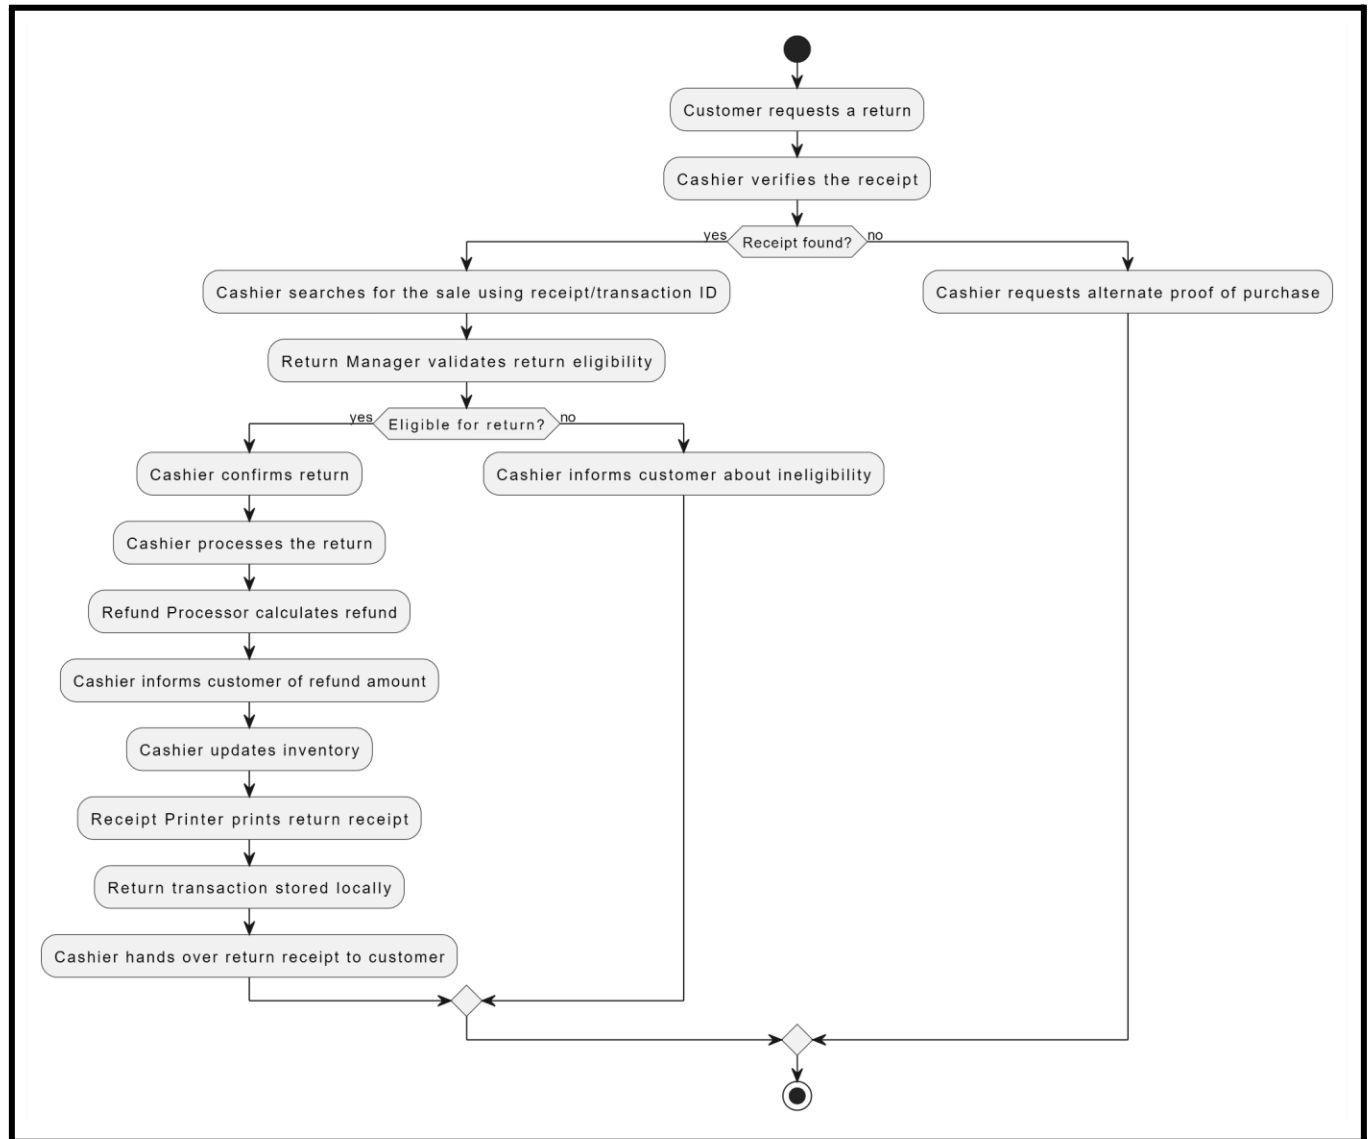 Customer requests a return
Cashier verifies the receipt
yes
Receipt found?
no
Cashier searches for the sale using receipt/transaction ID
Cashier requests alternate proof of purchase
Return Manager validates return eligibility
yes
Eligible for return?
no
Cashier confirms return
Cashier informs customer about ineligibility
Cashier processes the return
Refund Processor calculates refund
Cashier informs customer of refund amount
Cashier updates inventory
Receipt Printer prints return receipt
Return transaction stored locally
Cashier hands over return receipt to customer